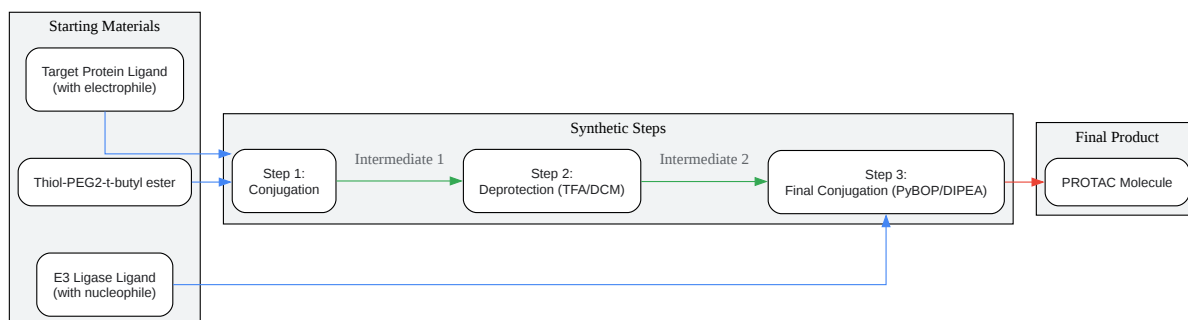 Starting Materials
Target Protein Ligand
(with electrophile)
Thiol-PEG2-t-butyl ester
E3 Ligase Ligand
(with nucleophile)
Synthetic Steps
Step 1:
Conjugation
Intermediate 1
Step 2:
Deprotection (TFA/DCM)
Intermediate 2
Step 3:
Final Conjugation (PyBOP/DIPEA)
Final Product
PROTAC Molecule